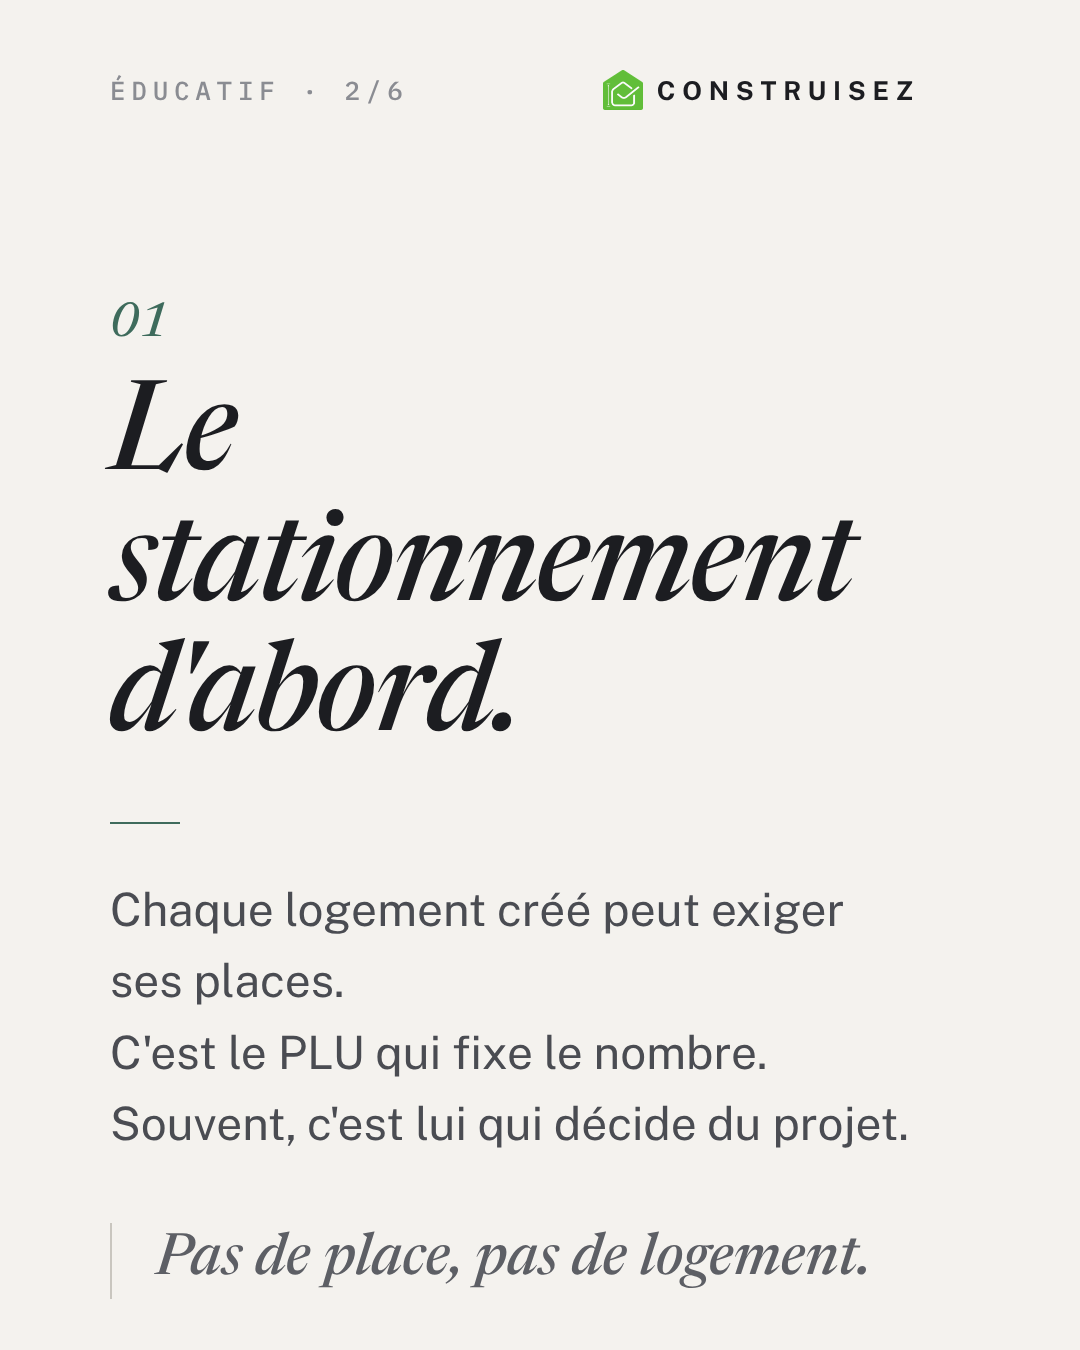 ÉDUCATIF · 2/6
CONSTRUISEZ
01
Le
stationnement
d'abord.
Chaque logement créé peut exiger
ses places.
C'est le PLU qui fixe le nombre.
Souvent, c'est lui qui décide du projet.
Pas de place, pas de logement.